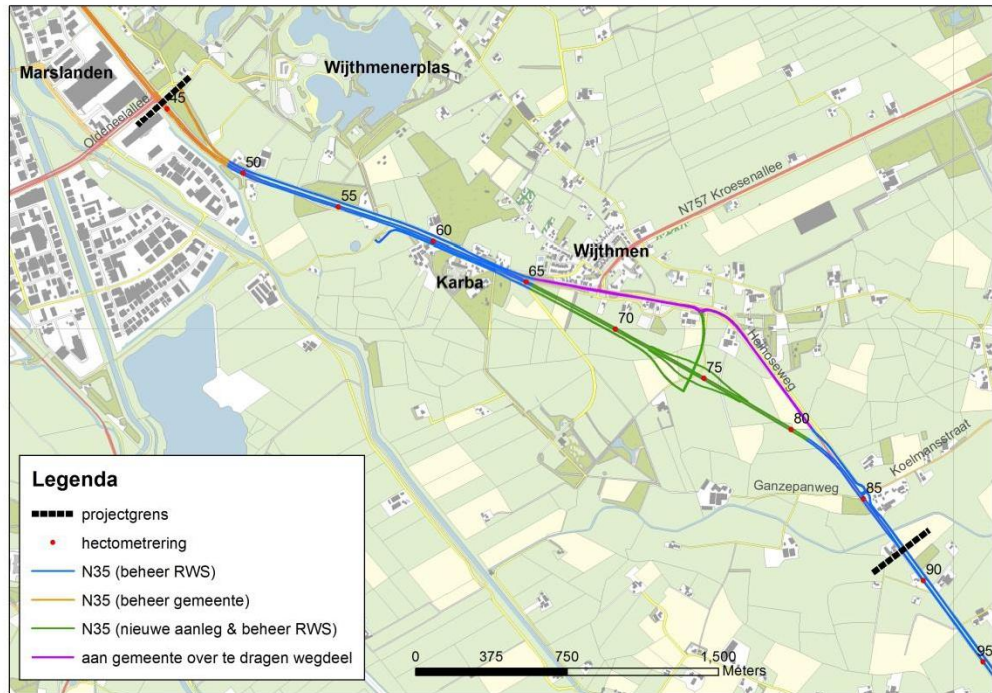 Marslanden
Wijthmenerplas
45
Oldeneelallee
50
55
N757 Kroesenallee
60
Wijthmen
65
Karba
70
Heinoseweg
75
80
Koelmansstraat
Ganzepanweg
85
90
95
Legenda
projectgrens
hectometrering
N35 (beheer RWS)
N35 (beheer gemeente)
N35 (nieuwe aanleg & beheer RWS)
aan gemeente over te dragen wegdeel
0 375 750 1,500
Meters